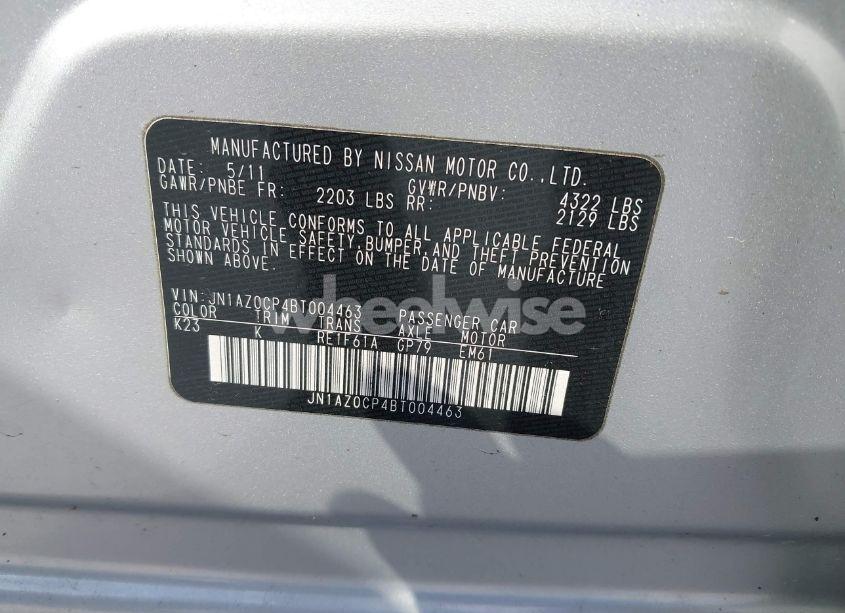 MANUFACTURED BY NISSAN MOTOR CO.,LTD.
DATE: 5/11 GVWR/PNBV: 4322 LBS
GAWR/PNBE FR: 2203 LBS RR: 2129 LBS
THIS VEHICLE CONFORMS TO ALL APPLICABLE FEDERAL
MOTOR VEHICLE SAFETY,BUMPER,AND THEFT PREVENTION
STANDARDS IN EFFECT ON THE DATE OF MANUFACTURE
SHOWN ABOVE.
wheelwise
VIN:JN1AZ0CP4BT004463 PASSENGER CAR
COLOR TRIM TRANS AXLE MOTOR
K23 K RE1F61A GP79 EM61
JN1AZ0CP4BT004463